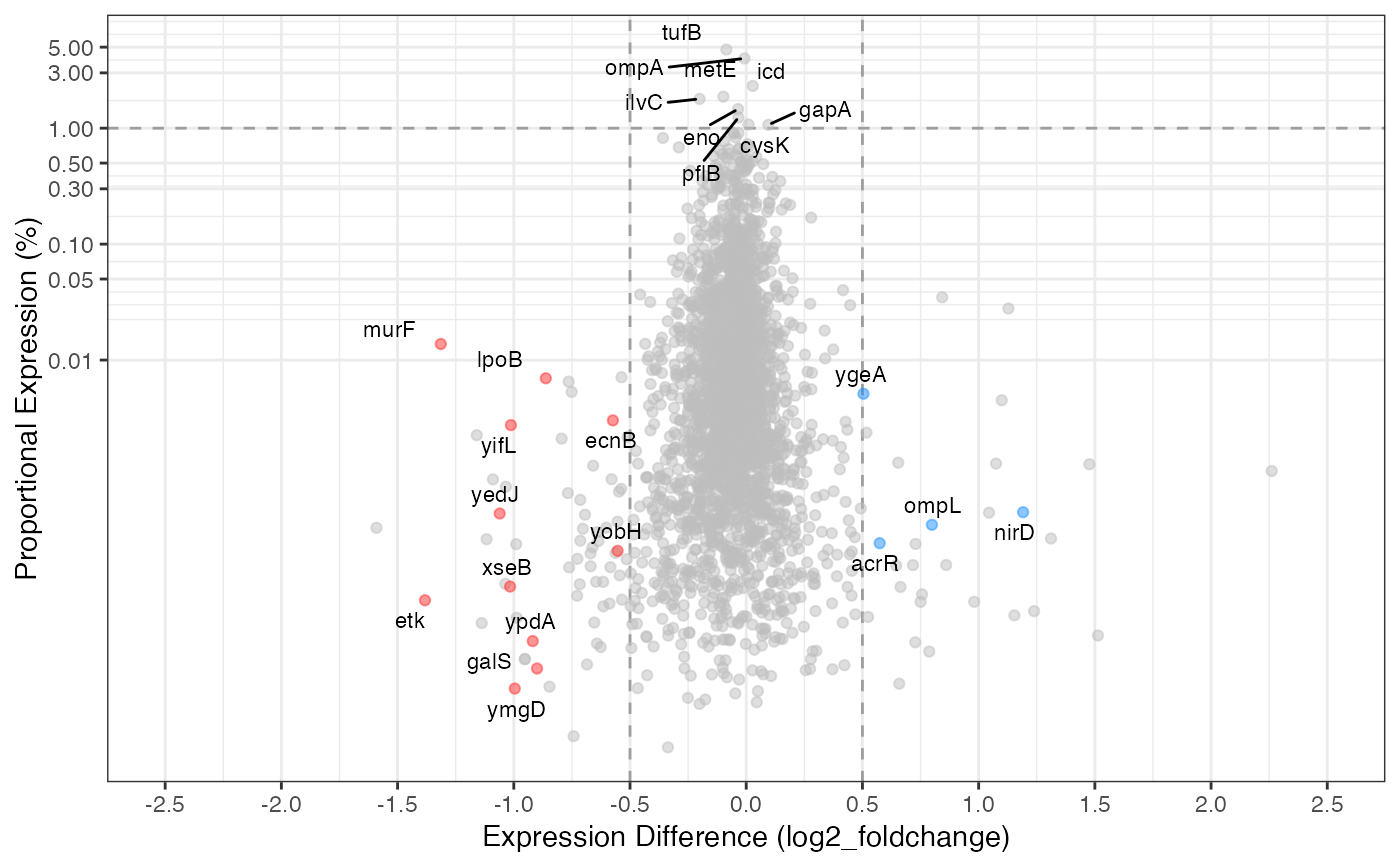 tufB
5.00
ompA
metE
icd
3.00
ilvC
gapA
1.00
eno
cysK
0.50
pflB
0.30
0.10
0.05
murF
lpoB
0.01
ygeA
yifL
ecnB
yedJ
ompL
yobH
nirD
xseB
acrR
etk
ypdA
galS
ymgD
Proportional Expression (%)
-2.5 -2.0 -1.5 -1.0 -0.5 0.0 0.5 1.0 1.5 2.0 2.5
Expression Difference (log2_foldchange)